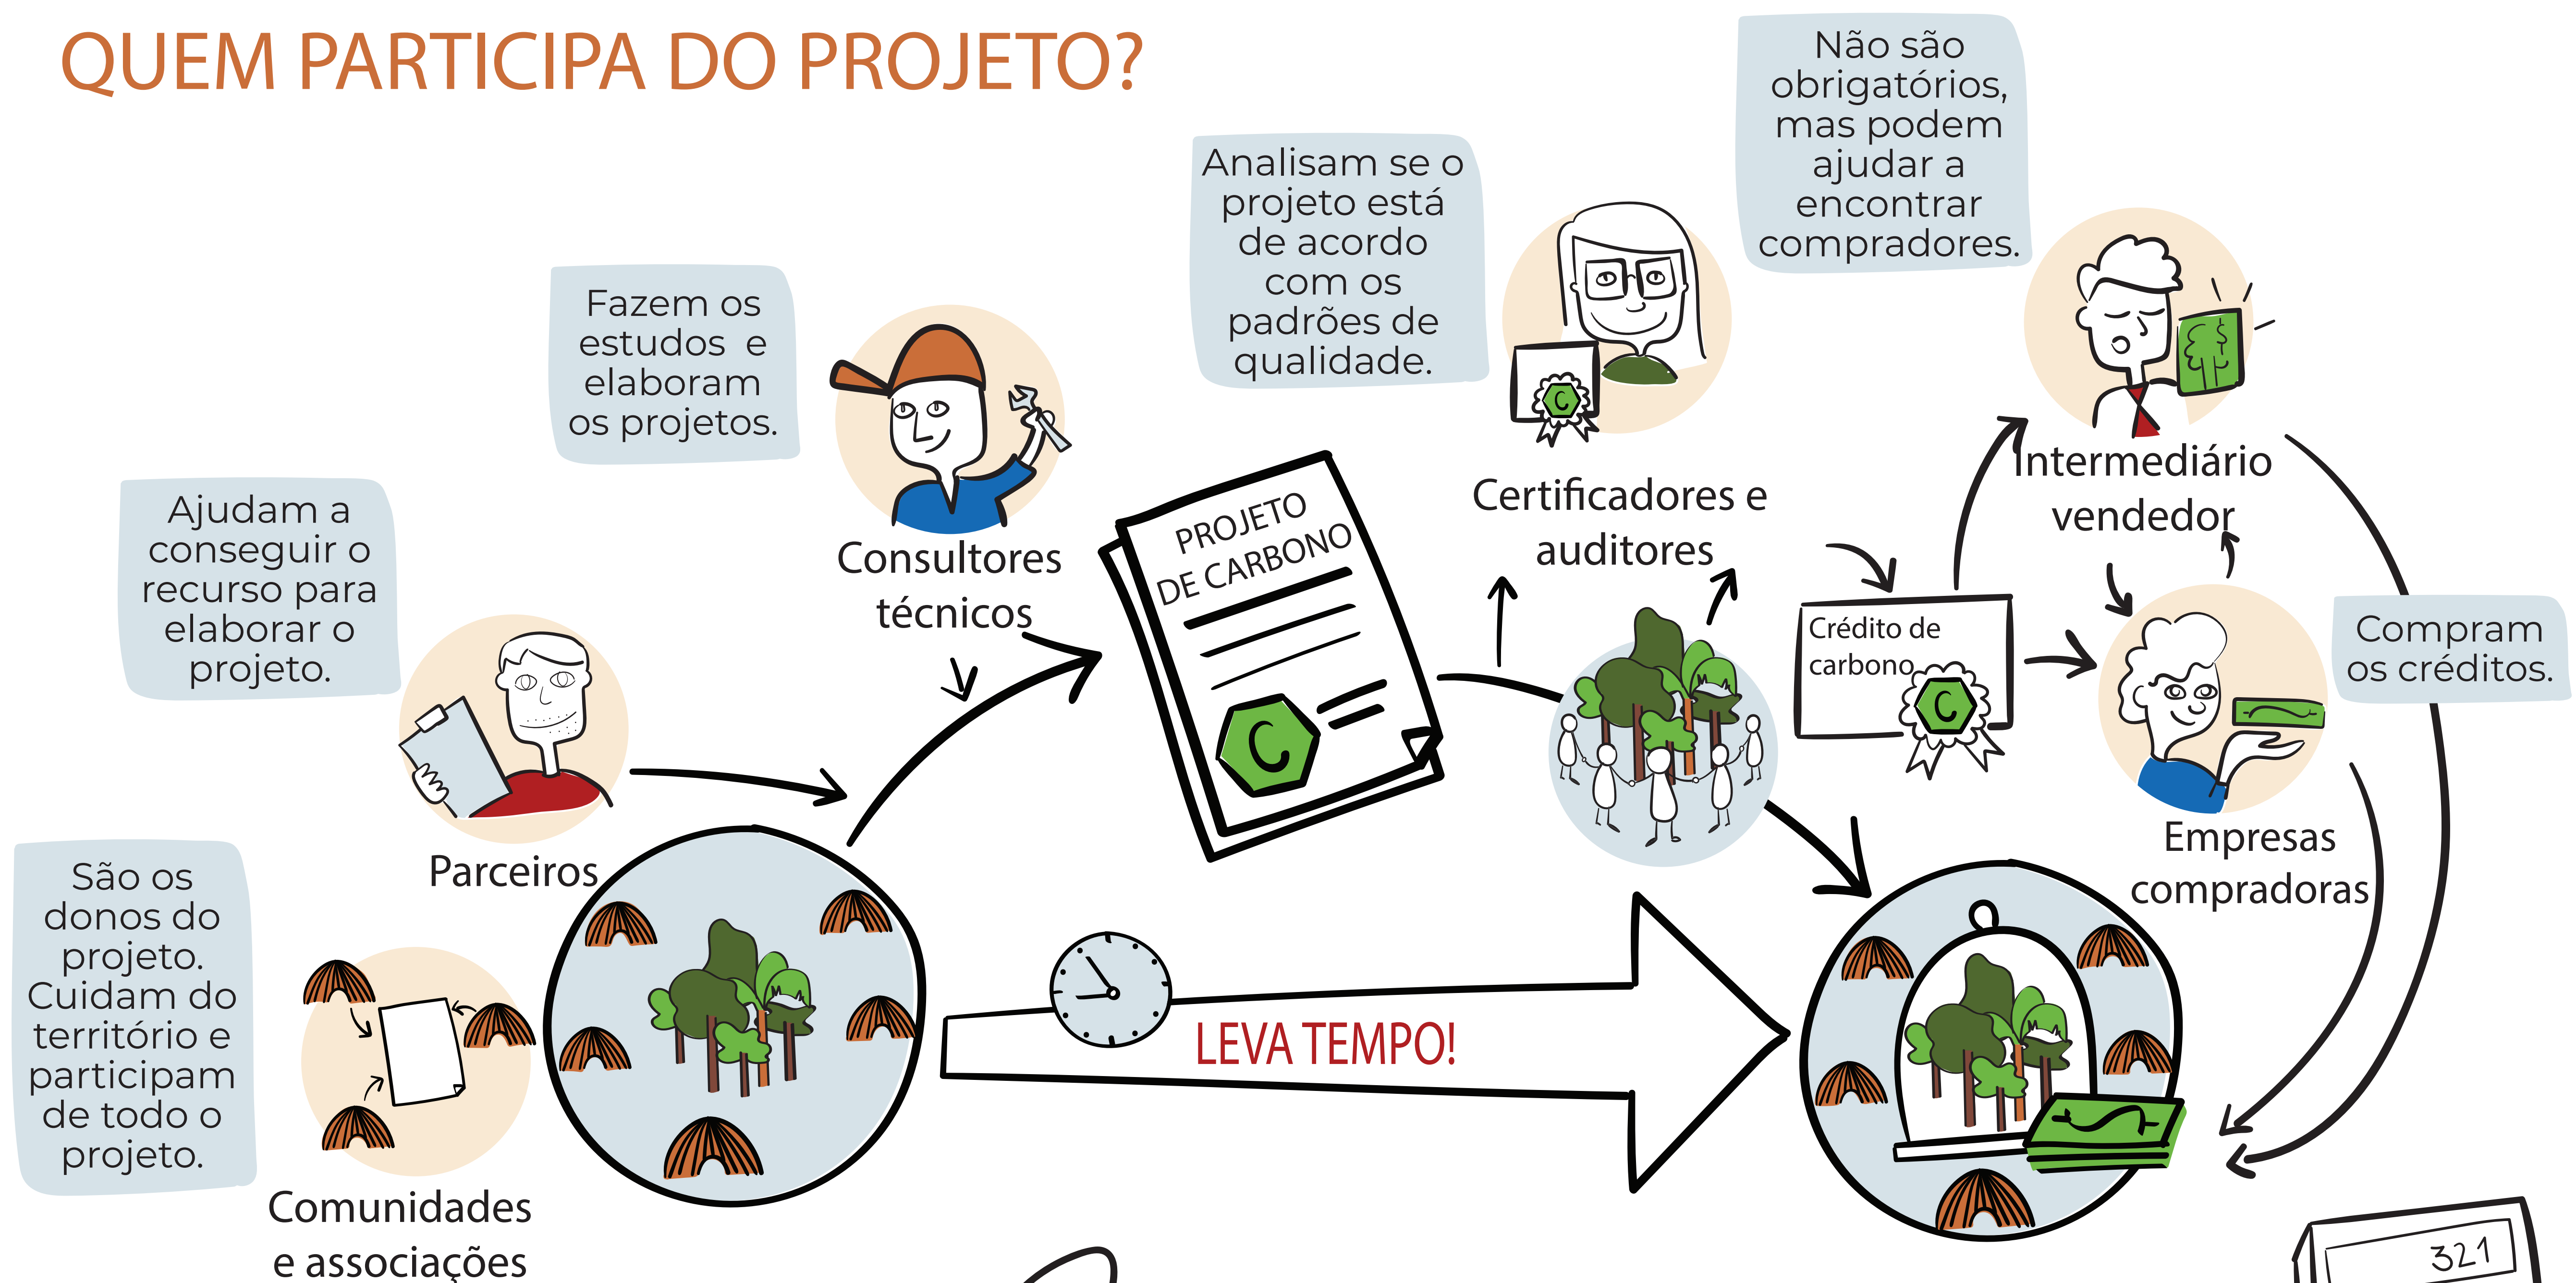 QUEM PARTICIPA DO PROJETO?
São os
donos do
projeto.
Cuidam do
território e
participam
de todo o
projeto.
Comunidades
e associações
Ajudam a
conseguir o
recurso para
elaborar o
projeto.
Parceiros
Fazem os
estudos e
elaboram
os projetos.
Consultores
técnicos
PROJETO
DE CARBONO
C
Analisam se o
projeto está
de acordo
com os
padrões de
qualidade.
C
Certificadores e
auditores
Não são
obrigatórios,
mas podem
ajudar a
encontrar
compradores.
$
Intermediário
vendedor
Crédito de
carbono
C
Compram
os créditos.
Empresas
compradoras
LEVA TEMPO!
321